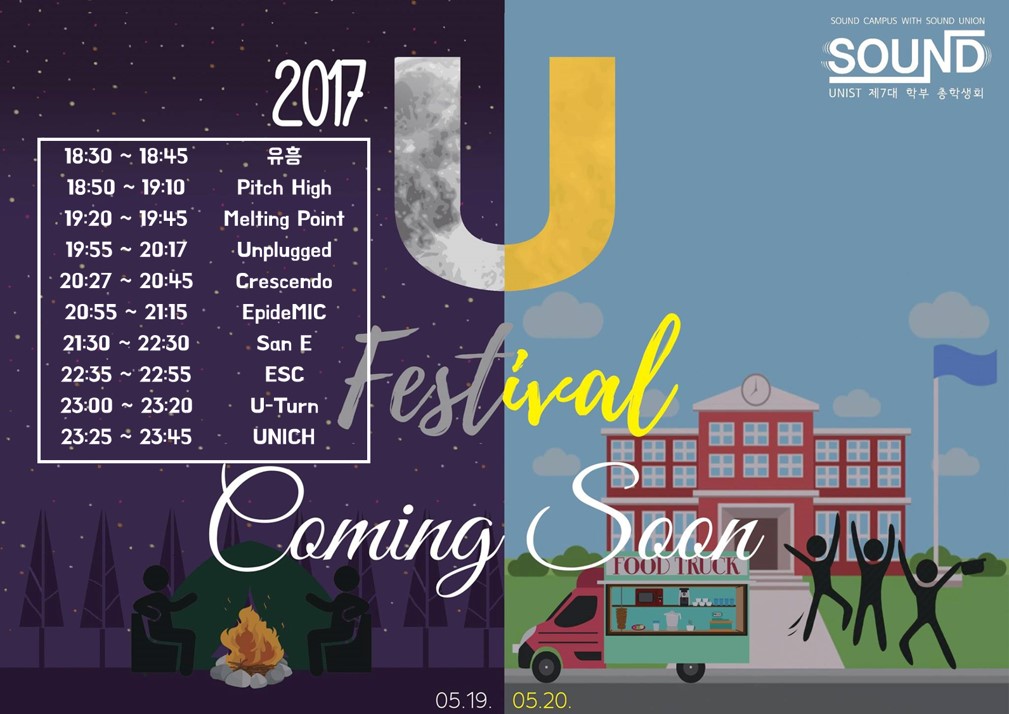 SOUND CAMPUS WITH SOUND UNION
SOUND
UNIST 제7대 학부 총학생회
2017
U
Festival
18:30 ~ 18:45 유흥
18:50 ~ 19:10 Pitch High
19:20 ~ 19:45 Melting Point
19:55 ~ 20:17 Unplugged
20:27 ~ 20:45 Crescendo
20:55 ~ 21:15 EpideMIC
21:30 ~ 22:30 San E
22:35 ~ 22:55 ESC
23:00 ~ 23:20 U-Turn
23:25 ~ 23:45 UNICH
Coming Soon
FOOD TRUCK
05.19. 05.20.